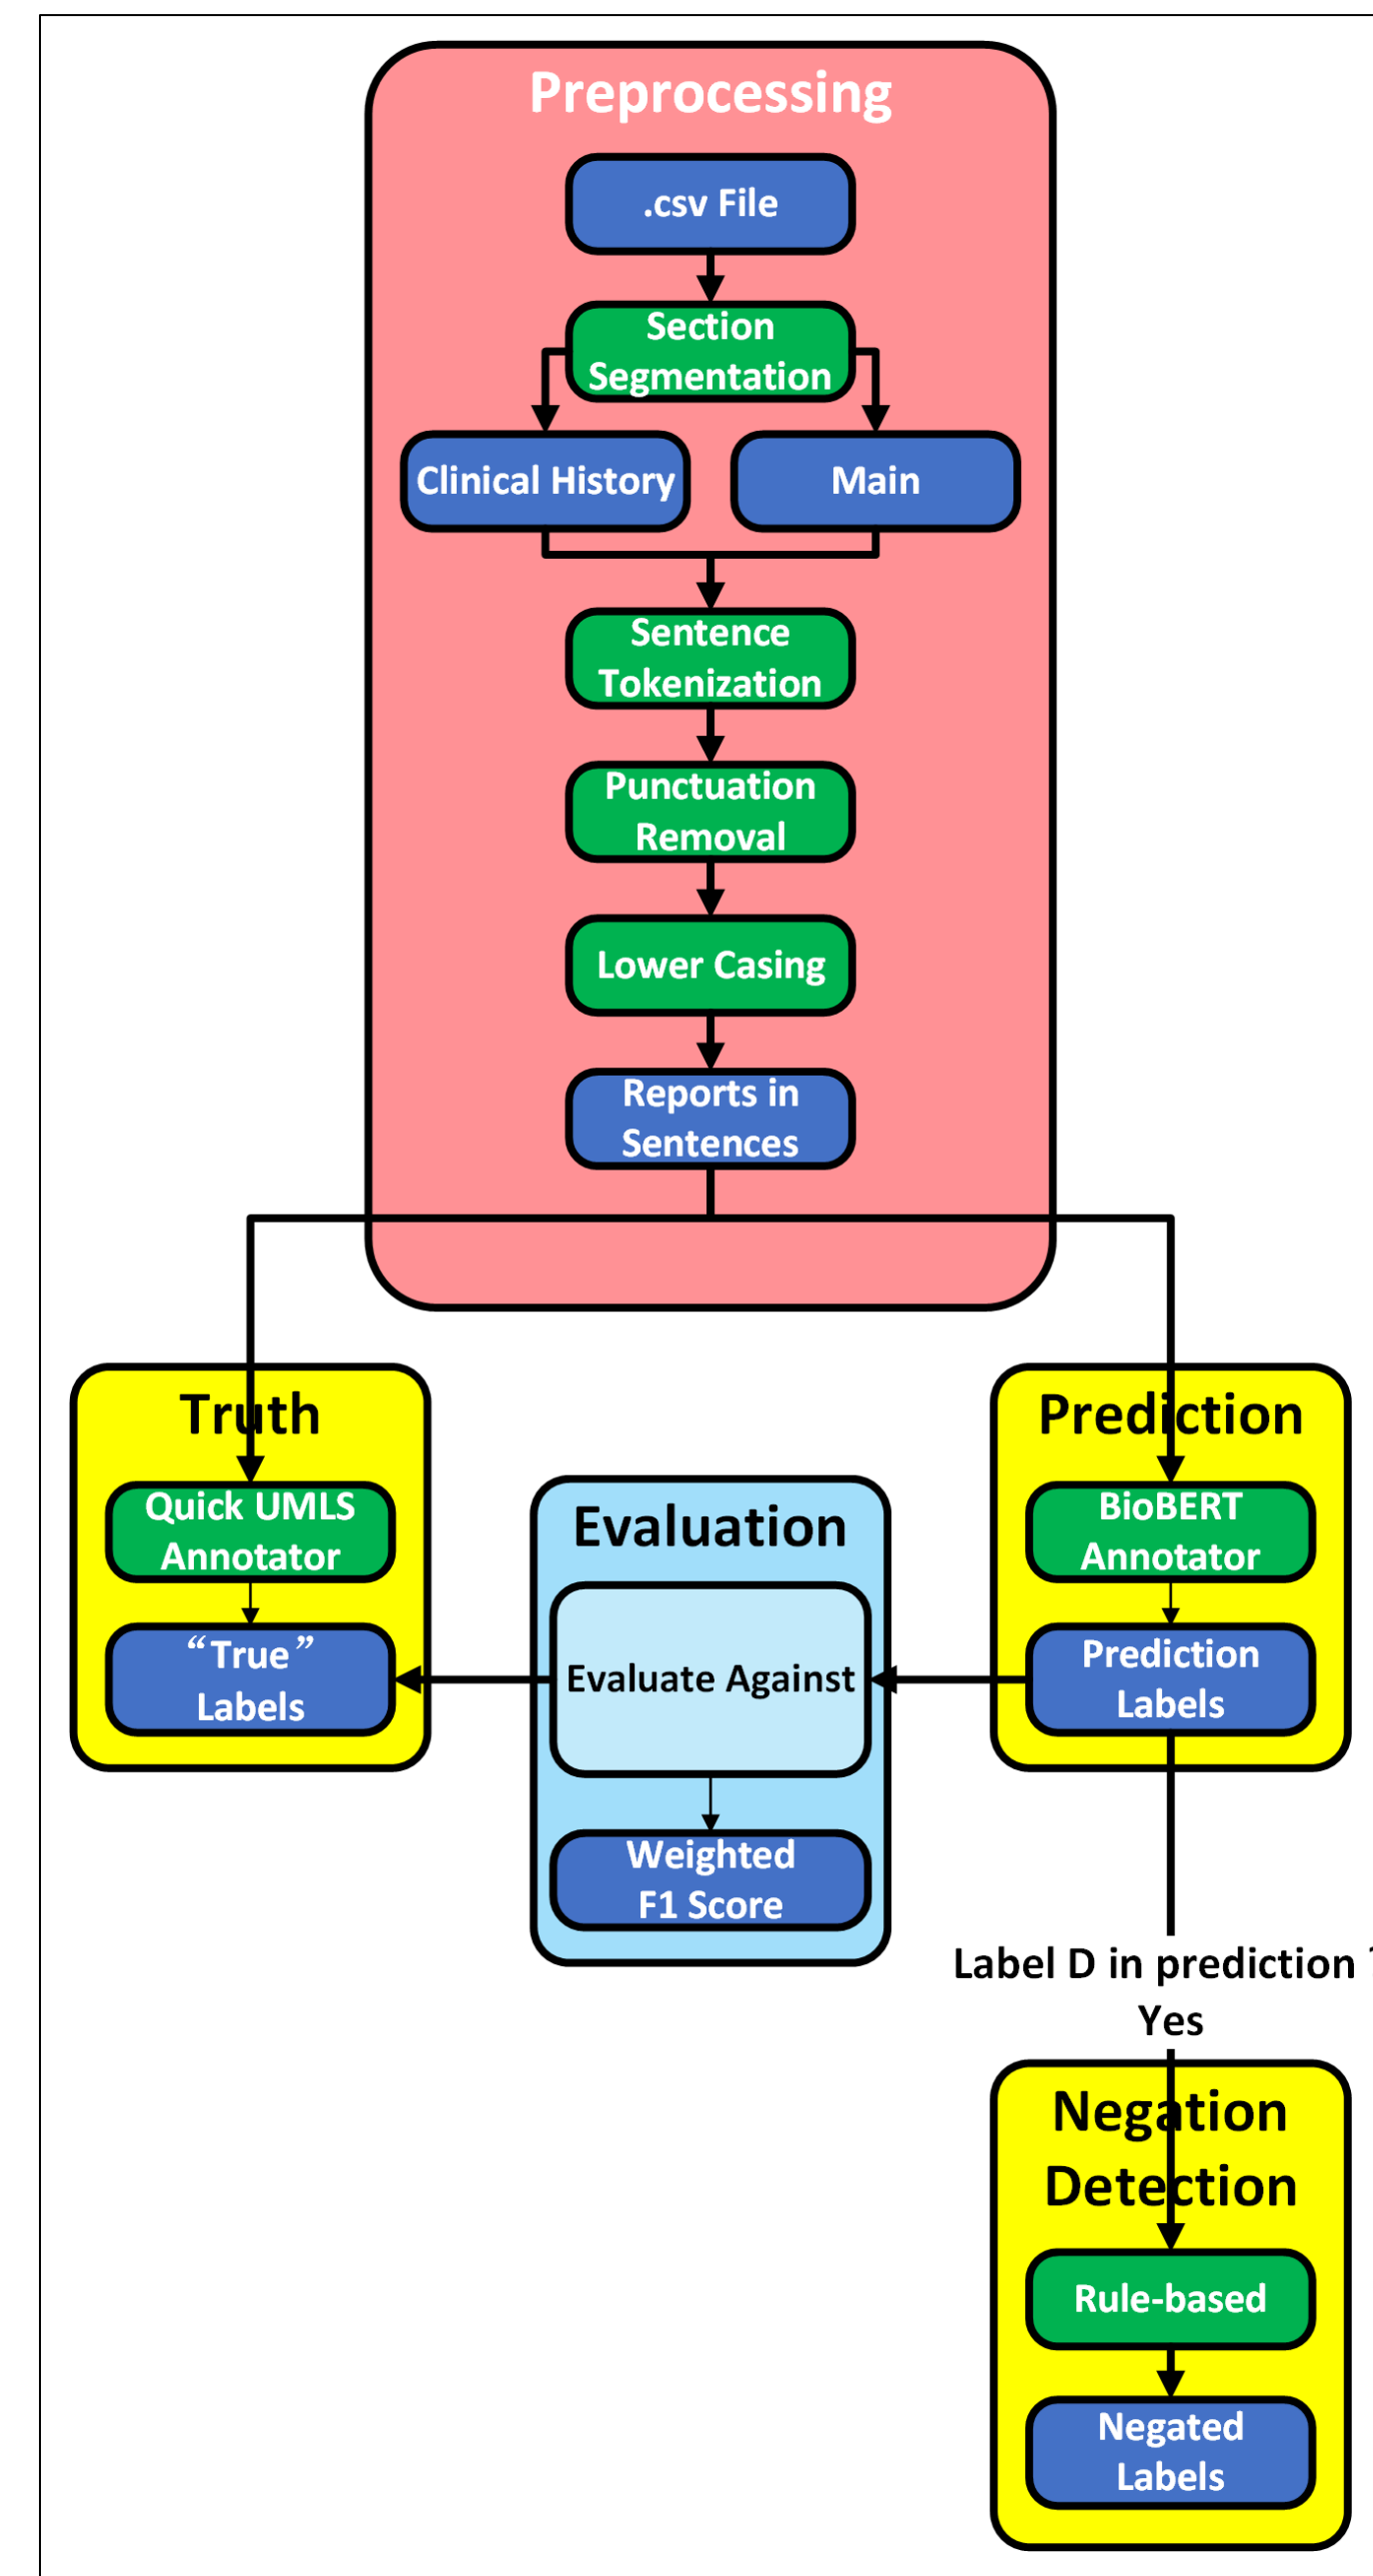 Preprocessing
.csv File
Section
Segmentation
Clinical History
Main
Sentence
Tokenization
Punctuation
Removal
Lower Casing
Reports in
Sentences
Truth
Quick UMLS
Annotator
“True”
Labels
Evaluation
Evaluate Against
Weighted
F1 Score
Prediction
BioBERT
Annotator
Prediction
Labels
Label D in prediction
Yes
Negation
Detection
Rule-based
Negated
Labels